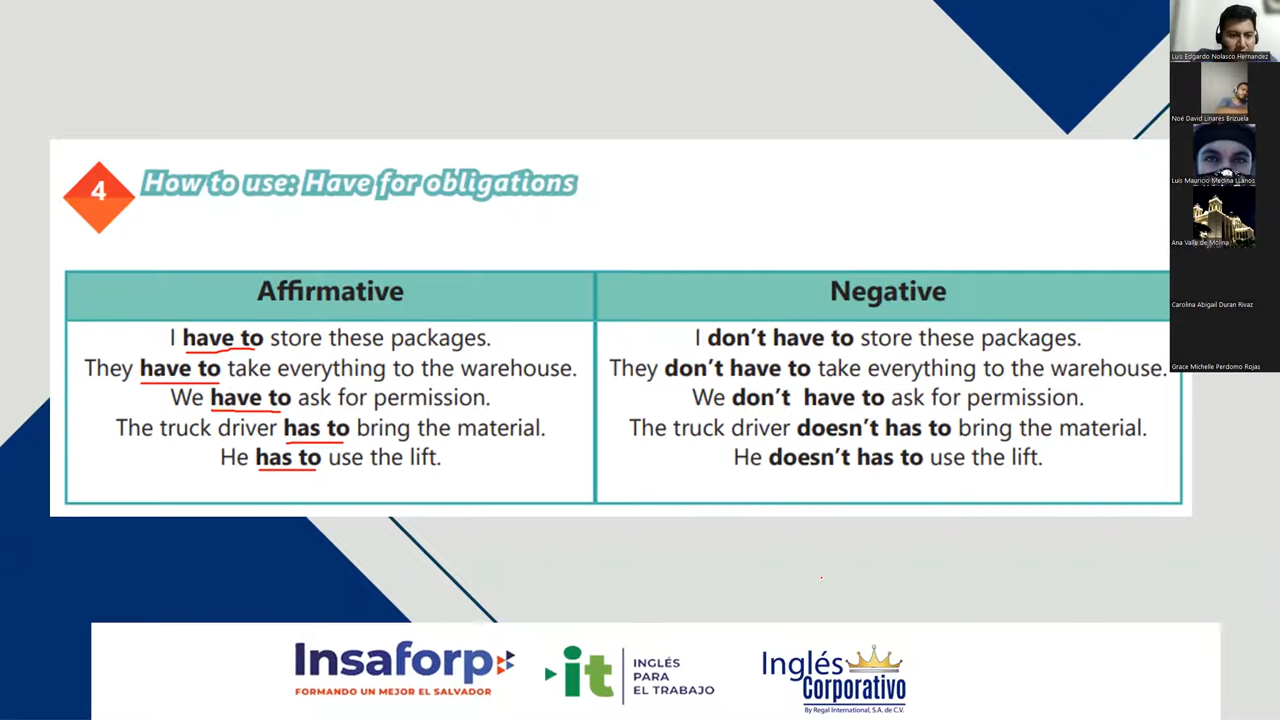 4
How to use: Have for obligations
Affirmative
I have to store these packages.
They have to take everything to the warehouse.
We have to ask for permission.
The truck driver has to bring the material.
He has to use the lift.
Negative
I don't have to store these packages.
They don't have to take everything to the warehouse.
We don't have to ask for permission.
The truck driver doesn't has to bring the material.
He doesn't has to use the lift.
Luis Edgardo Nolasco Hernandez
Noé David Linares Brizuela
Luis Mauricio Medina LLanos
Ana Valle de Molina
Carolina Abigail Duran Rivaz
Grace Michelle Perdomo Rojas
Insaforp
FORMANDO UN MEJOR EL SALVADOR
it
INGLÉS
PARA
EL TRABAJO
Inglés
Corporativo
By Regal International, S.A. de C.V.